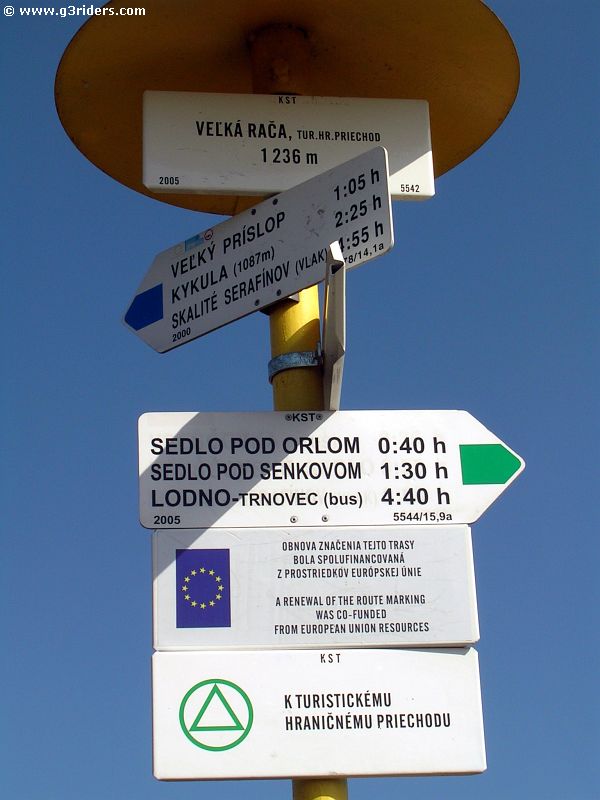 © www.g3riders.com
KST
VEĽKÁ RAČA, TUR.HR.PRIECHOD
1 236 m
2005 5542
VEĽKÝ PRÍSLOP 1:05 h
KYKULA (1087m) 2:25 h
SKALITÉ SERAFÍNOV (VLAK) 4:55 h
2000 78/14,1a
KST
SEDLO POD ORLOM 0:40 h
SEDLO POD SENKOVOM 1:30 h
LODNO-TRNOVEC (bus) 4:40 h
2005 5544/15,9a
OBNOVA ZNAČENIA TEJTO TRASY
BOLA SPOLUFINANCOVANÁ
Z PROSTRIEDKOV EURÓPSKEJ ÚNIE
A RENEWAL OF THE ROUTE MARKING
WAS CO-FUNDED
FROM EUROPEAN UNION RESOURCES
KST
K TURISTICKÉMU
HRANIČNÉMU PRIECHODU